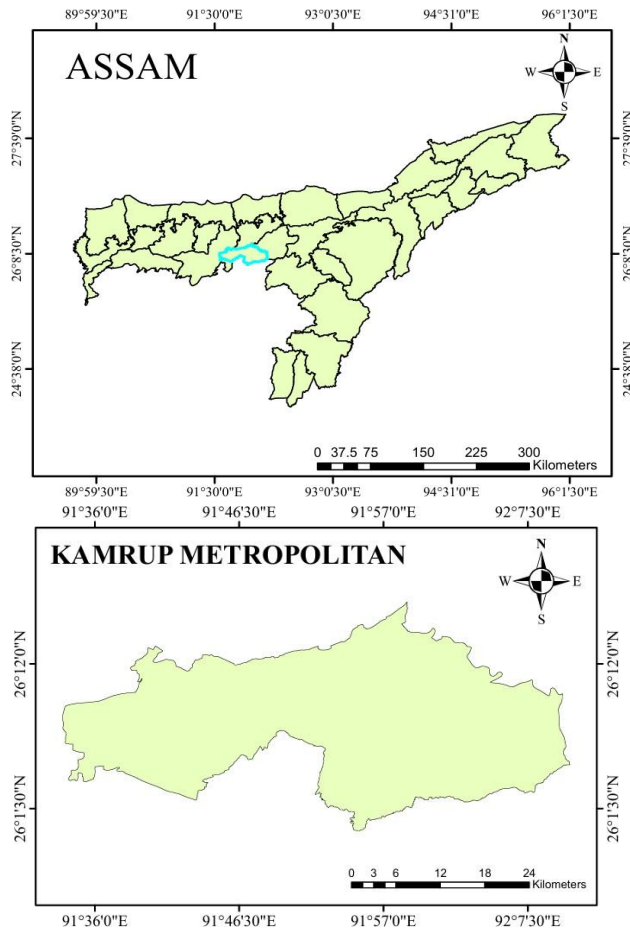 89°59'30"E 91°30'0"E 93°0'30"E 94°31'0"E 96°1'30"E
ASSAM
N
W E
S
27°39'0"N 27°39'0"N
26°8'30"N 26°8'30"N
24°38'0"N 24°38'0"N
0 37.5 75 150 225 300
Kilometers
89°59'30"E 91°30'0"E 93°0'30"E 94°31'0"E 96°1'30"E
91°36'0"E 91°46'30"E 91°57'0"E 92°7'30"E
KAMRUP METROPOLITAN
N
W E
S
26°12'0"N 26°12'0"N
26°1'30"N 26°1'30"N
0 3 6 12 18 24
Kilometers
91°36'0"E 91°46'30"E 91°57'0"E 92°7'30"E